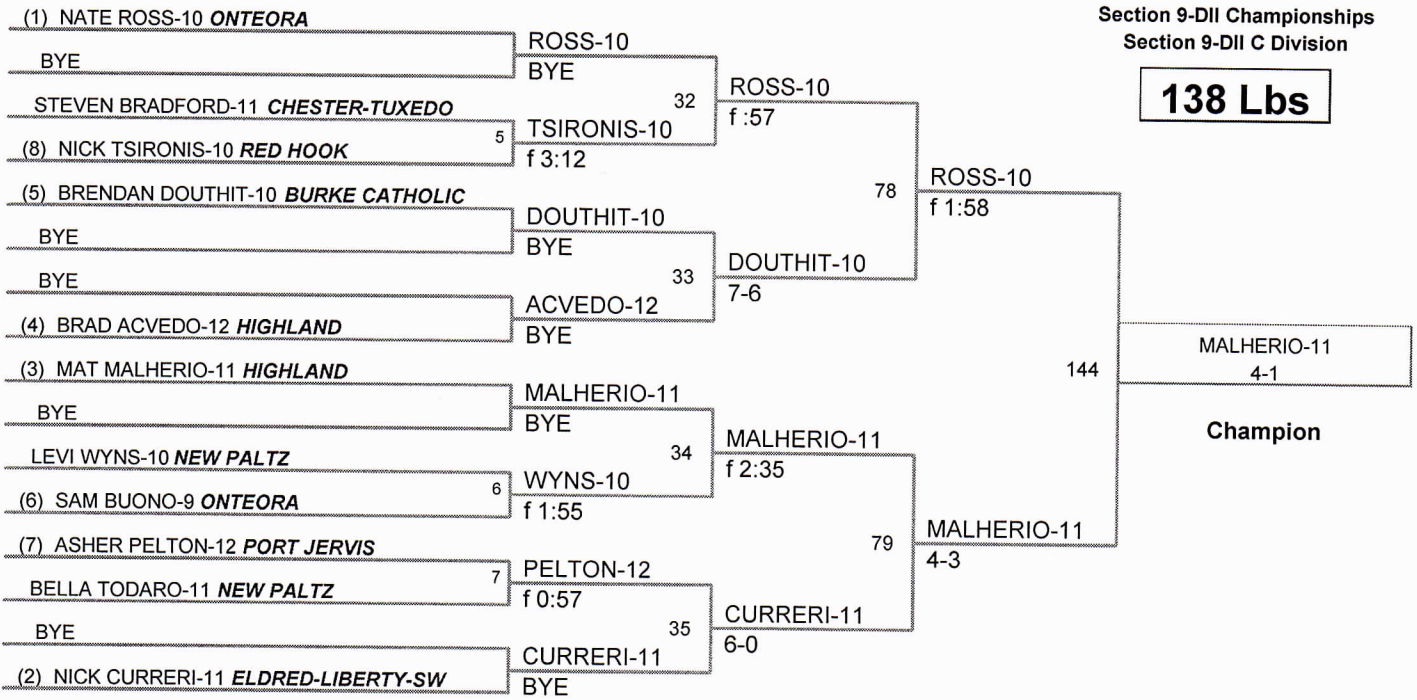 Section 9-DII Championships
Section 9-DII C Division
138 Lbs
(1) NATE ROSS-10 ONTEORA
BYE
STEVEN BRADFORD-11 CHESTER-TUXEDO
(8) NICK TSIRONIS-10 RED HOOK
(5) BRENDAN DOUTHIT-10 BURKE CATHOLIC
BYE
BYE
(4) BRAD ACVEDO-12 HIGHLAND
(3) MAT MALHERIO-11 HIGHLAND
BYE
LEVI WYNS-10 NEW PALTZ
(6) SAM BUONO-9 ONTEORA
(7) ASHER PELTON-12 PORT JERVIS
BELLA TODARO-11 NEW PALTZ
BYE
(2) NICK CURRERI-11 ELDRED-LIBERTY-SW
ROSS-10
BYE
5
TSIRONIS-10
f 3:12
DOUTHIT-10
BYE
ACVEDO-12
BYE
MALHERIO-11
BYE
6
WYNS-10
f 1:55
7
PELTON-12
f 0:57
CURRERI-11
BYE
32
ROSS-10
f :57
33
DOUTHIT-10
7-6
34
MALHERIO-11
f 2:35
35
CURRERI-11
6-0
78
ROSS-10
f 1:58
79
MALHERIO-11
4-3
144
MALHERIO-11
4-1
Champion